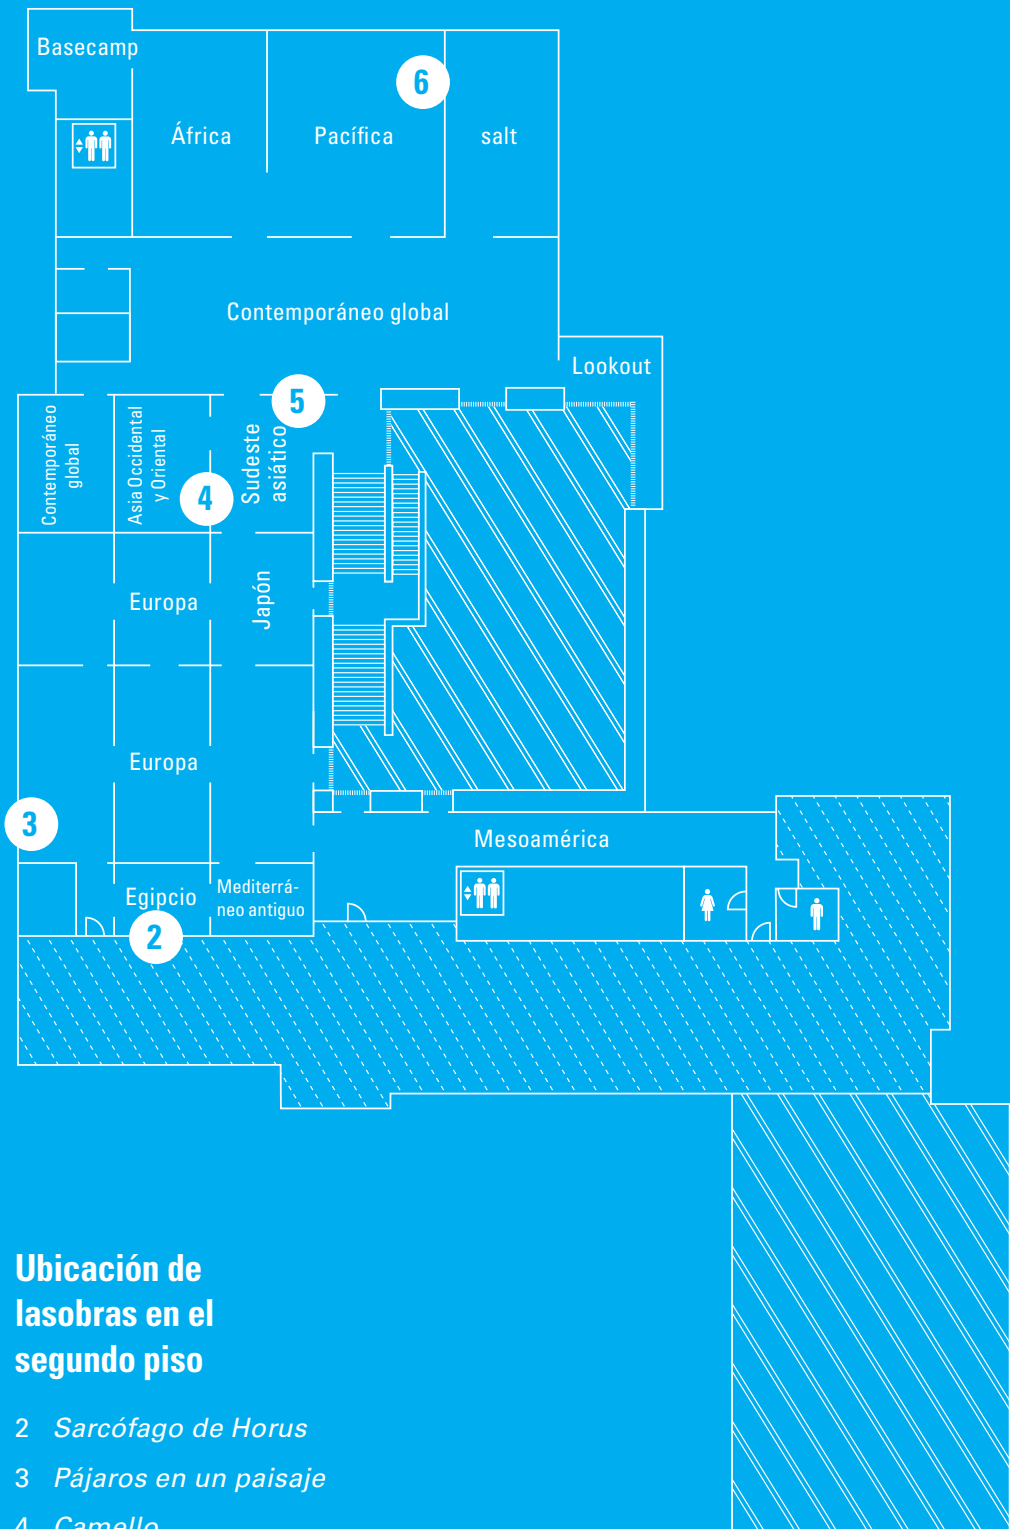 Basecamp
6
África
Pacífica
salt
Contemporáneo global
Lookout
5
Contemporáneo
global
Asia Occidental
y Oriental
Sudeste
asiático
4
Europa
Japón
Europa
3
Mesoamérica
Egipcio
Mediterrá-
neo antiguo
2
Ubicación de
lasobras en el
segundo piso
2 Sarcófago de Horus
3 Pájaros en un paisaje
4 Camello